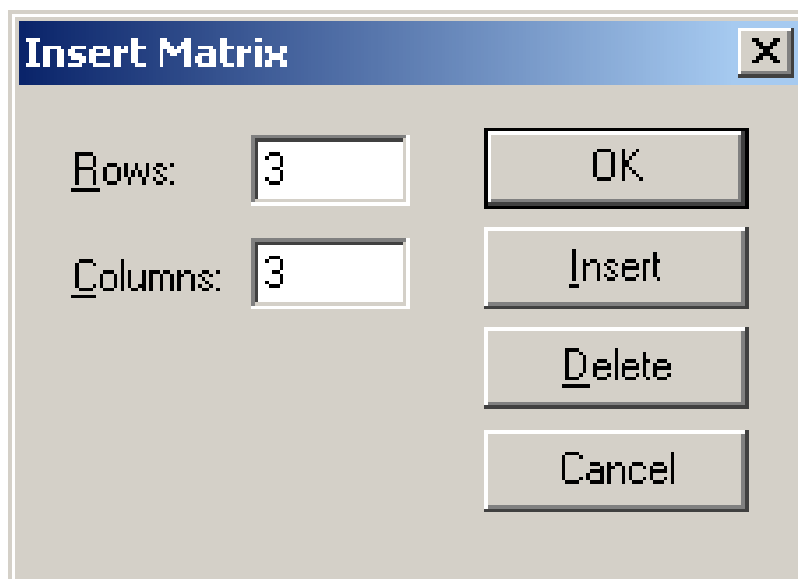 Insert Matrix
Rows: 3
OK
Columns: 3
Insert
Delete
Cancel